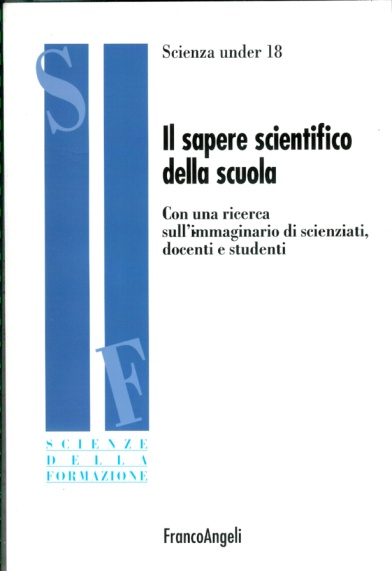 Scienza under 18
Il sapere scientifico
della scuola
Con una ricerca
sull'immaginario di scienziati,
docenti e studenti
S
F
SCIENZE
DELLA
FORMAZIONE
FrancoAngeli